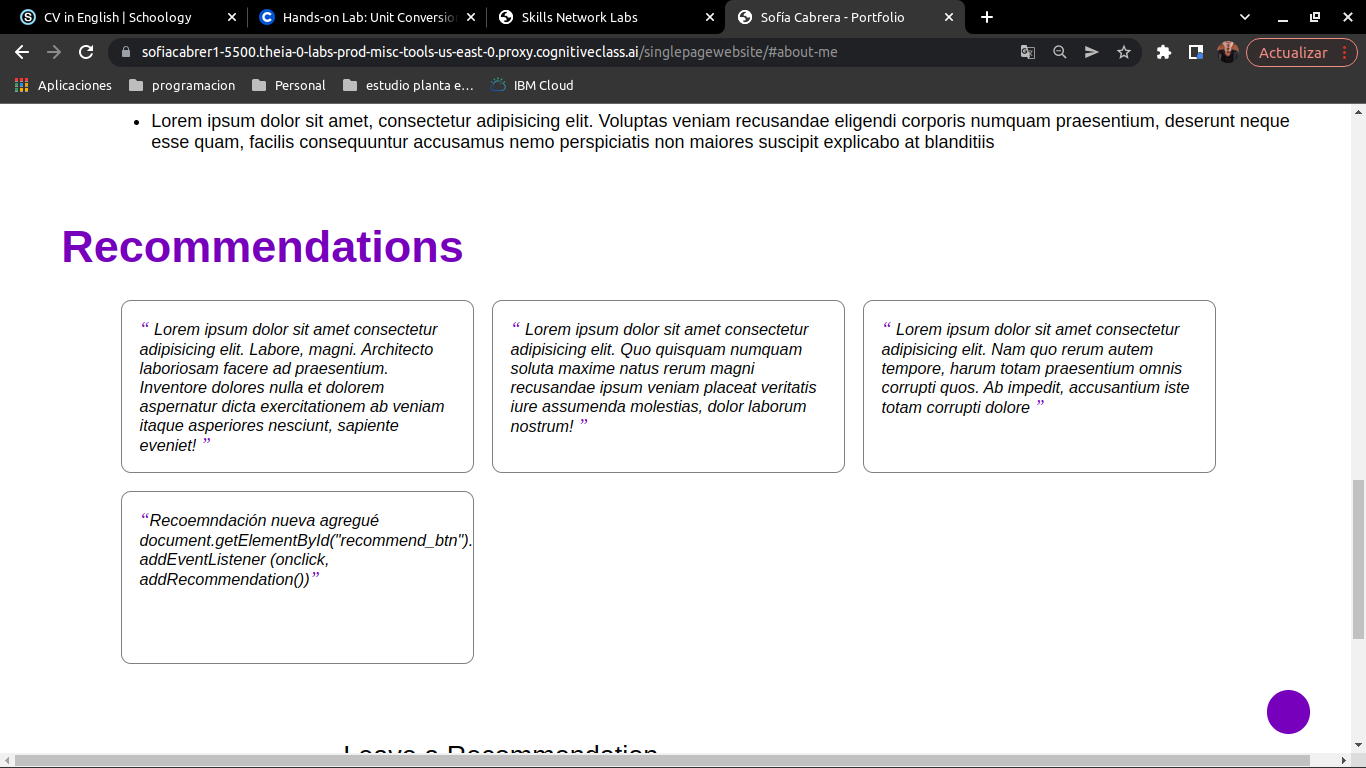 CV in English | Schoology
Hands-on Lab: Unit Conversion
Skills Network Labs
Sofía Cabrera - Portfolio
sofiacabrer1-5500.theia-0-labs-prod-misc-tools-us-east-0.proxy.cognitiveclass.ai/singlepagewebsite/#about-me
Actualizar
Aplicaciones
programacion
Personal
estudio planta e…
IBM Cloud
• Lorem ipsum dolor sit amet, consectetur adipisicing elit. Voluptas veniam recusandae eligendi corporis numquam praesentium, deserunt neque
esse quam, facilis consequuntur accusamus nemo perspiciatis non maiores suscipit explicabo at blanditiis
Recommendations
“ Lorem ipsum dolor sit amet consectetur
adipisicing elit. Labore, magni. Architecto
laboriosam facere ad praesentium.
Inventore dolores nulla et dolorem
aspernatur dicta exercitationem ab veniam
itaque asperiores nesciunt, sapiente
eveniet! ”
“ Lorem ipsum dolor sit amet consectetur
adipisicing elit. Quo quisquam numquam
soluta maxime natus rerum magni
recusandae ipsum veniam placeat veritatis
iure assumenda molestias, dolor laborum
nostrum! ”
“ Lorem ipsum dolor sit amet consectetur
adipisicing elit. Nam quo rerum autem
tempore, harum totam praesentium omnis
corrupti quos. Ab impedit, accusantium iste
totam corrupti dolore ”
“Recoemndación nueva agregué
document.getElementById("recommend_btn").
addEventListener (onclick,
addRecommendation())”
Leave a Recommendation